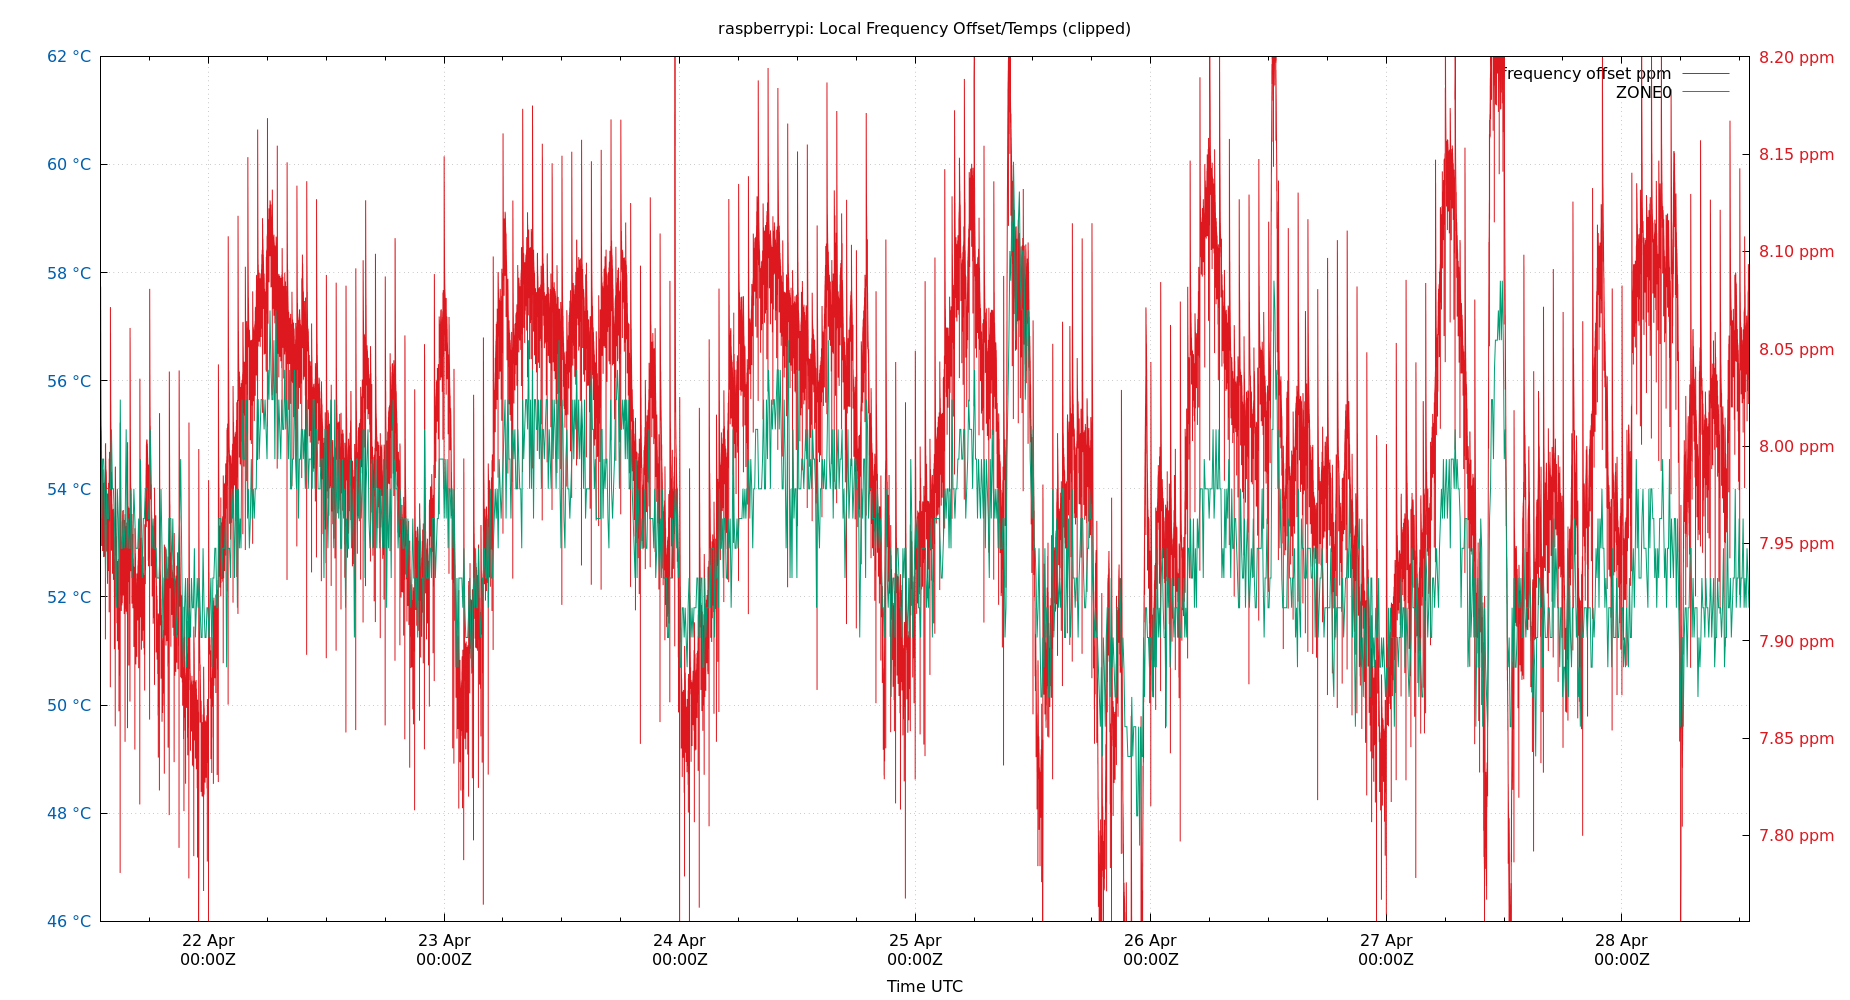 raspberrypi: Local Frequency Offset/Temps (clipped)
62 °C
60 °C
58 °C
56 °C
54 °C
52 °C
50 °C
48 °C
46 °C
8.20 ppm
8.15 ppm
8.10 ppm
8.05 ppm
8.00 ppm
7.95 ppm
7.90 ppm
7.85 ppm
7.80 ppm
frequency offset ppm
ZONE0
22 Apr
00:00Z
23 Apr
00:00Z
24 Apr
00:00Z
25 Apr
00:00Z
26 Apr
00:00Z
27 Apr
00:00Z
28 Apr
00:00Z
Time UTC